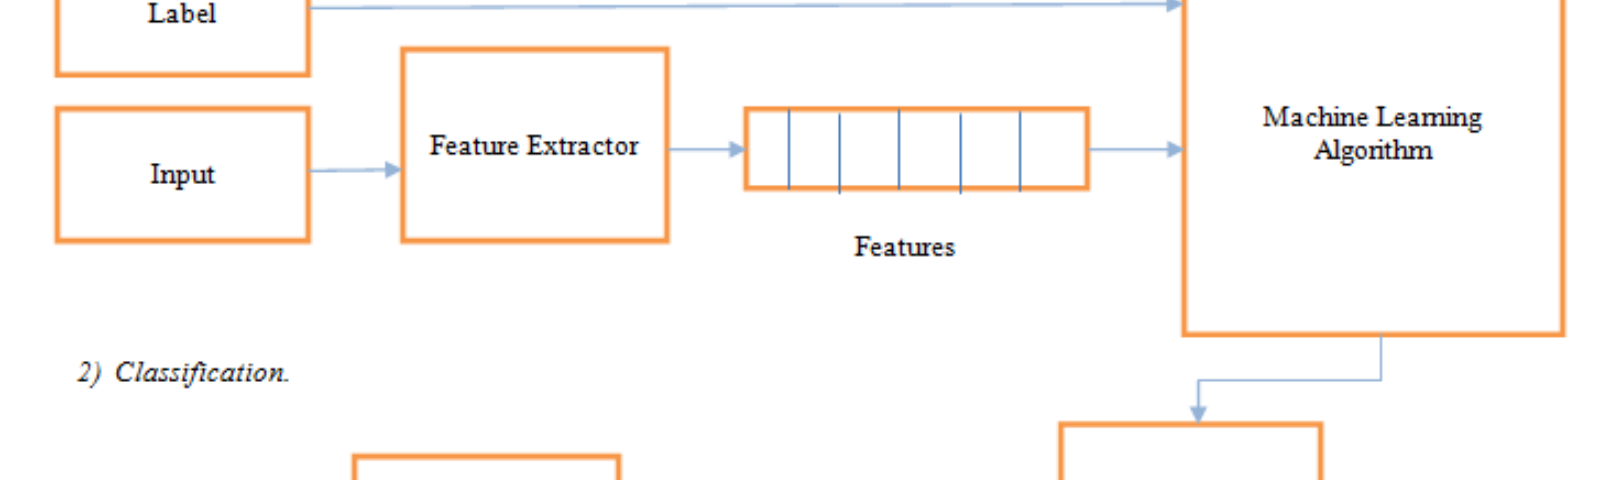 Label
Feature Extractor
Input
Machine Learning
Algorithm
Features
2) Classification.